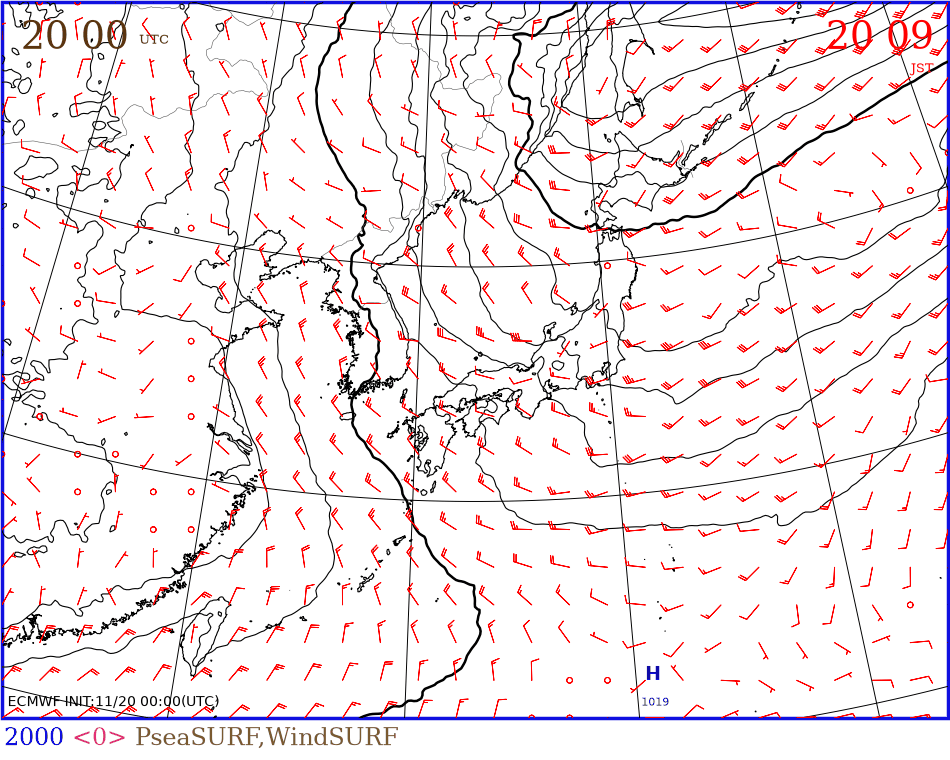 20 00 UTC
20 09
JST
H
1019
ECMWF INIT:11/20 00:00(UTC)
2000 <0> PseaSURF,WindSURF